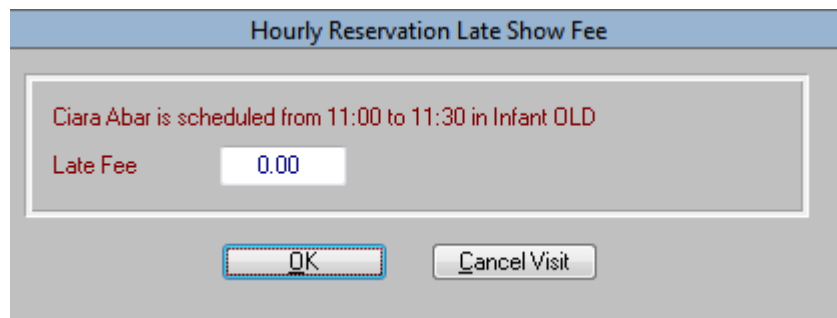 Hourly Reservation Late Show Fee
Ciara Abar is scheduled from 11:00 to 11:30 in Infant OLD
Late Fee 0.00
OK Cancel Visit